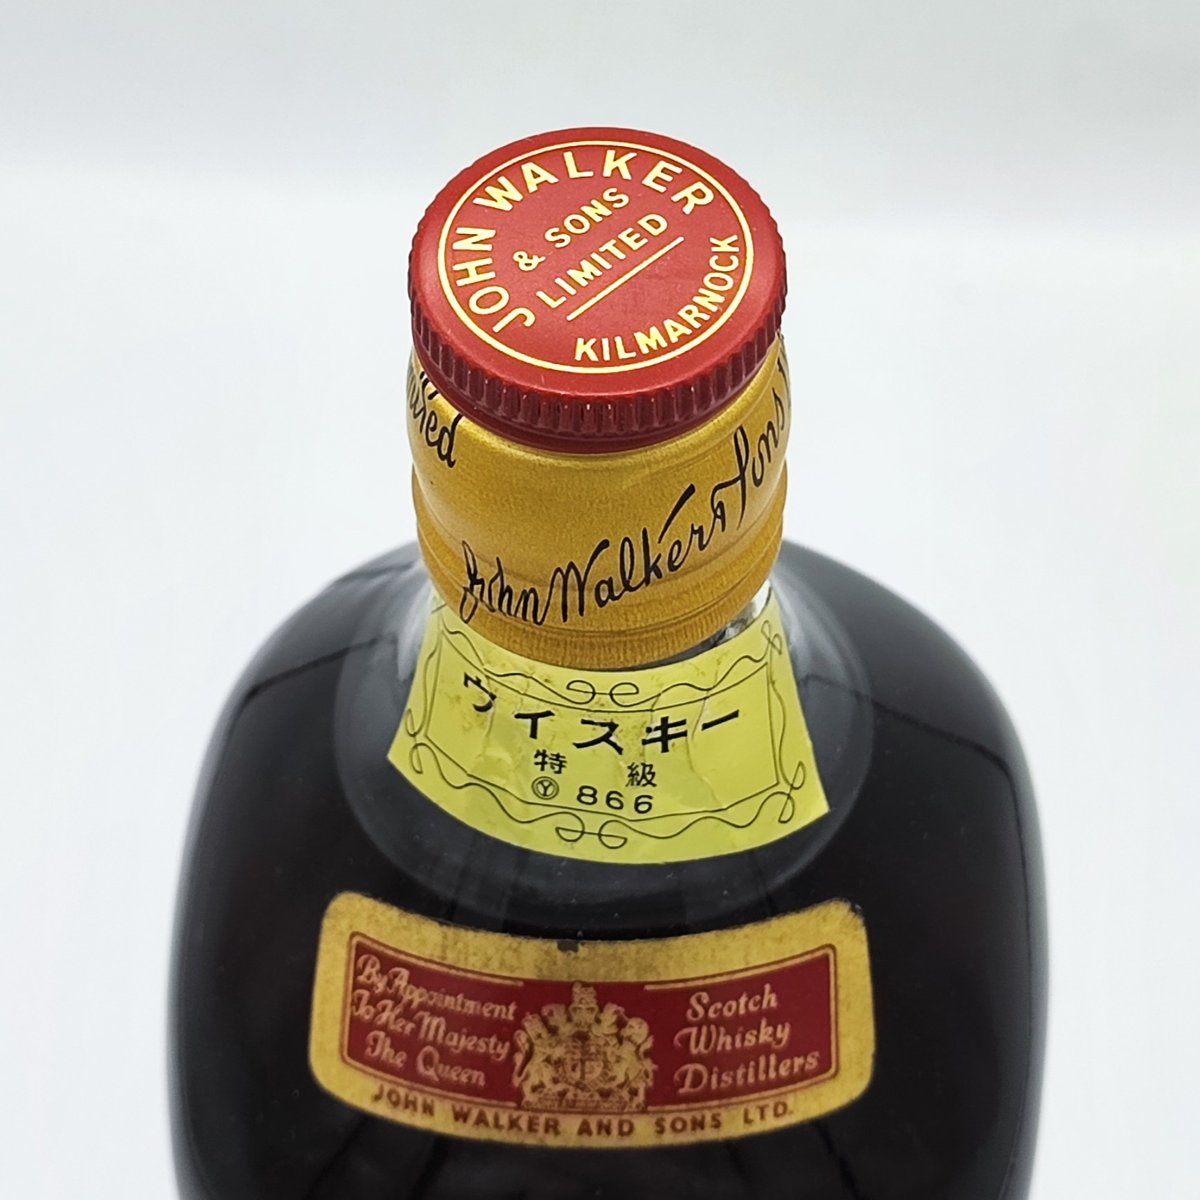 JOHN WALKER
& SONS
LIMITED
KILMARNOCK
John Walker & Sons
ウイスキー
特級
Ⓨ 866
By Appointment
To Her Majesty
The Queen
Scotch
Whisky
Distillers
JOHN WALKER AND SONS LTD.